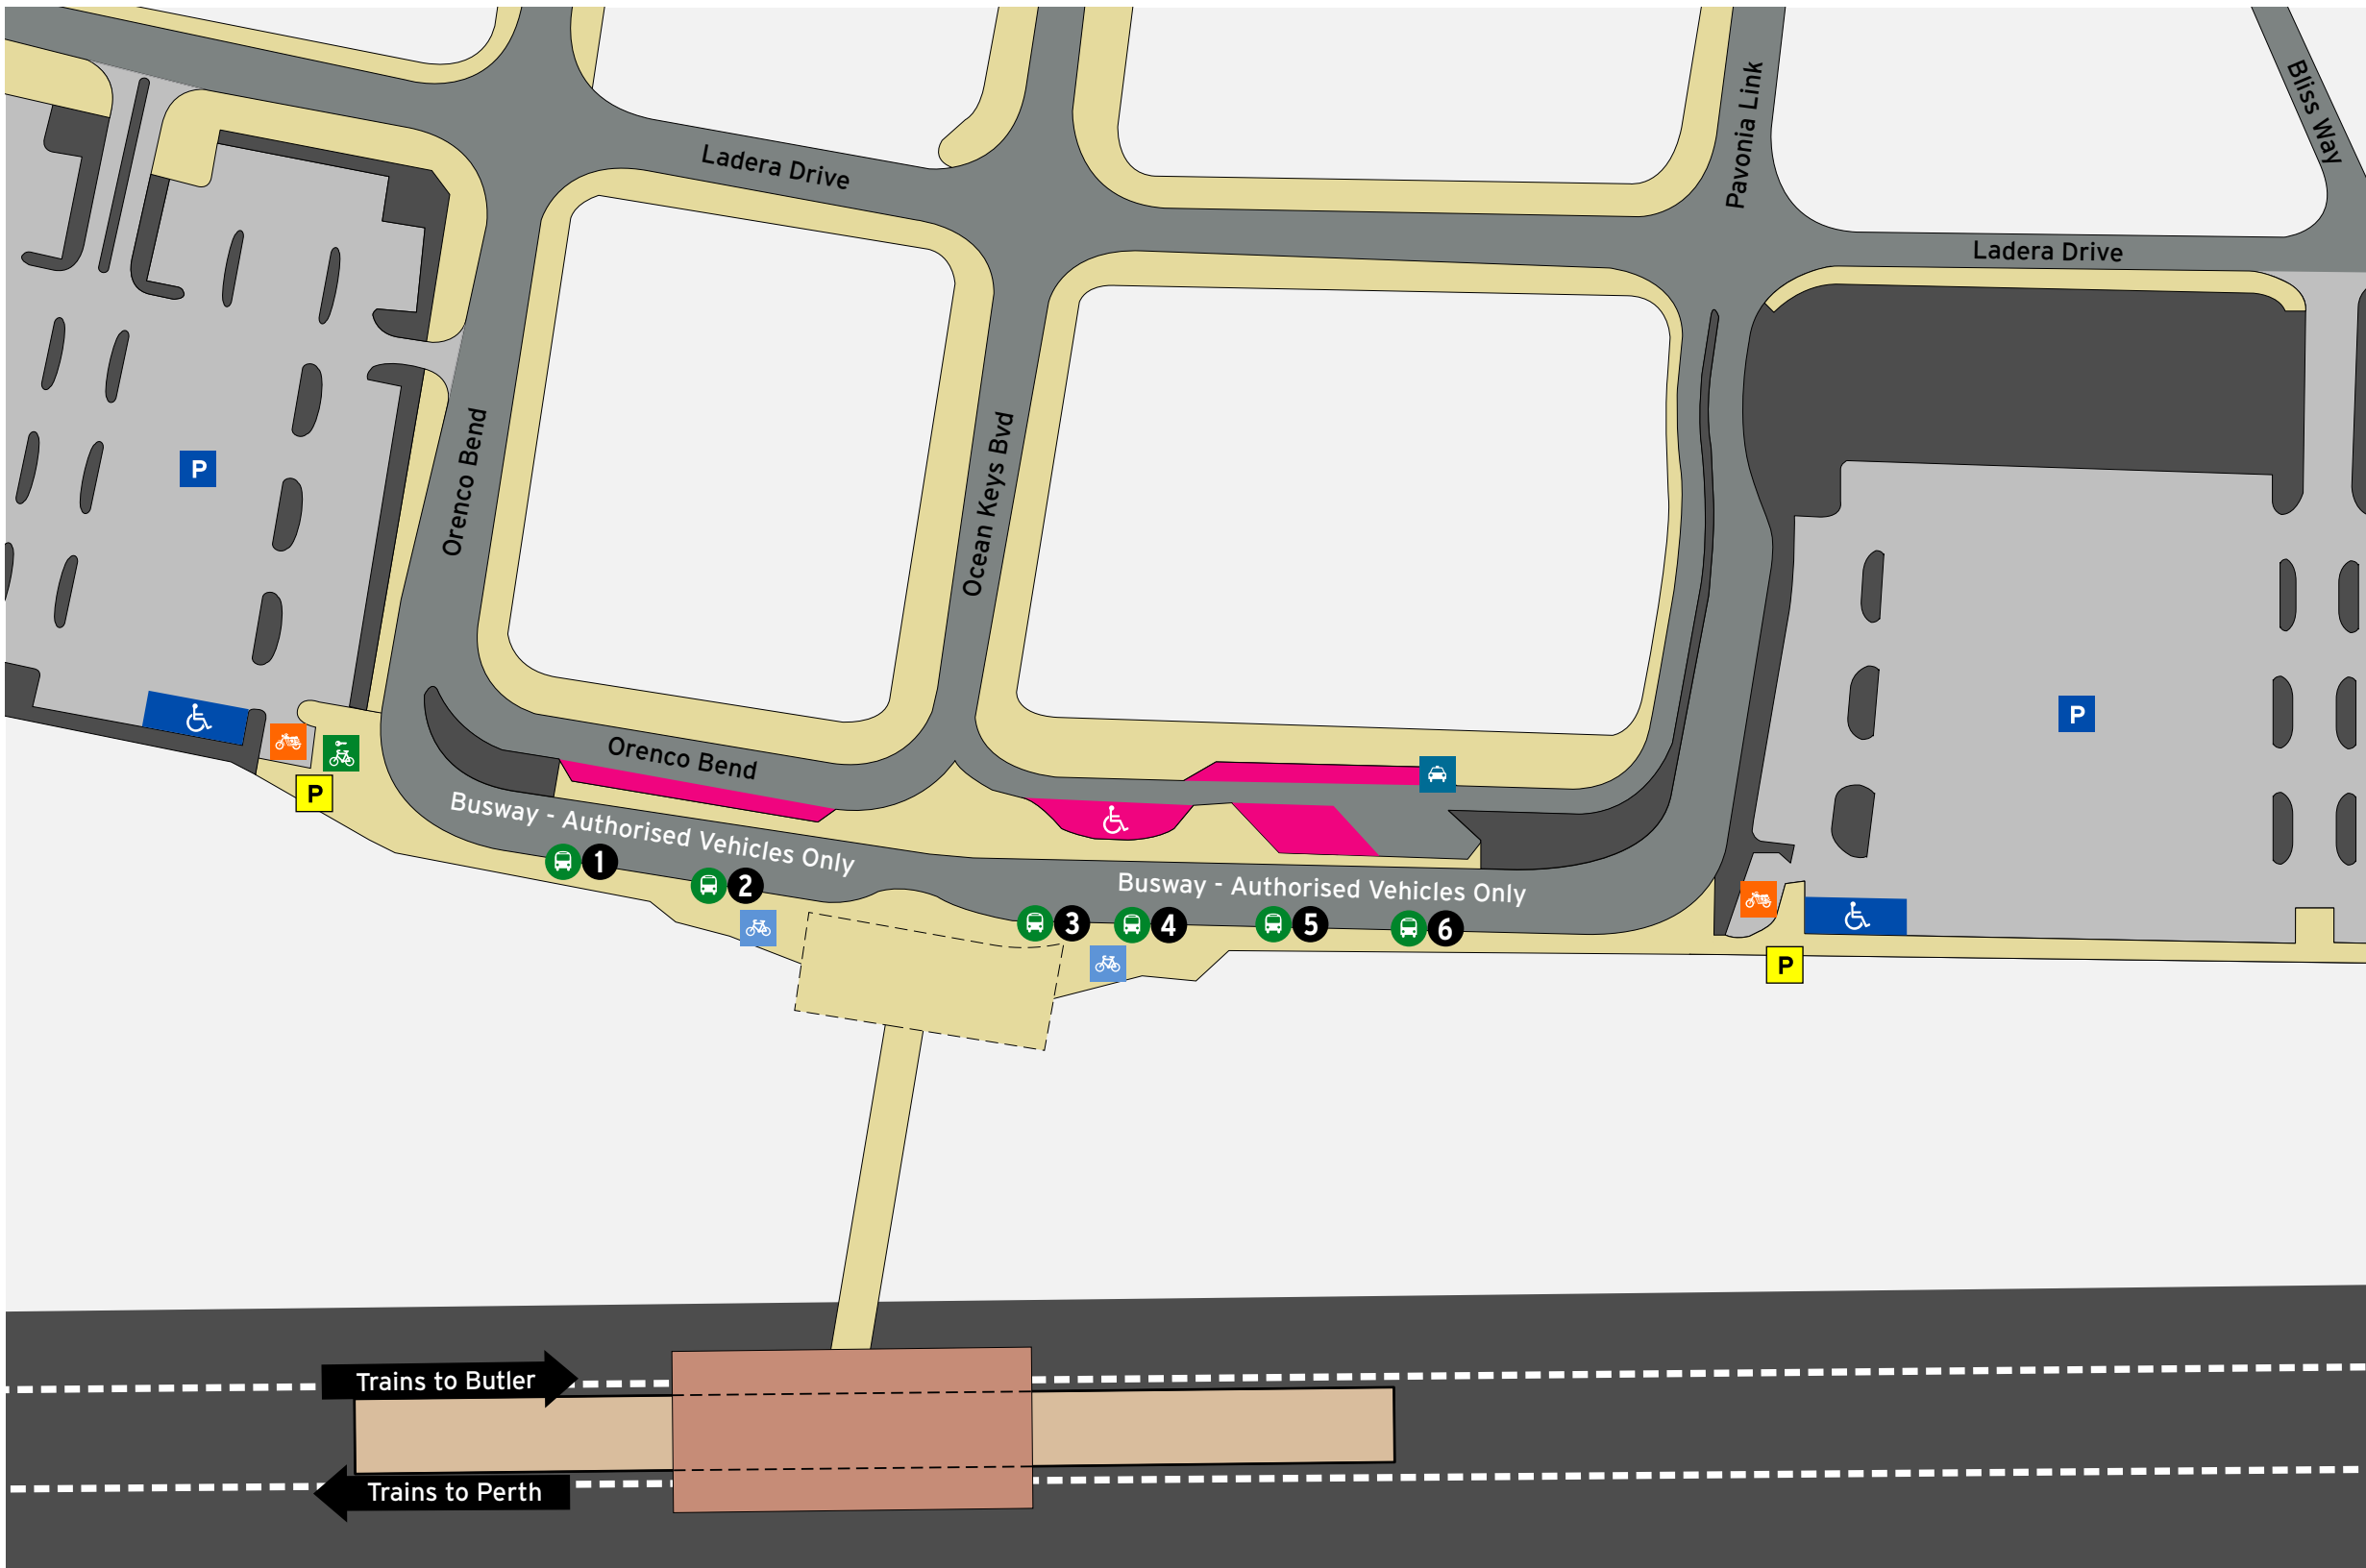 Bliss Way
Pavonia Link
Ladera Drive
Ladera Drive
Orenco Bend
Ocean Keys Bvd
P
P
Orenco Bend
P
Busway - Authorised Vehicles Only
1
2
Busway - Authorised Vehicles Only
3
4
5
6
P
Trains to Butler
Trains to Perth